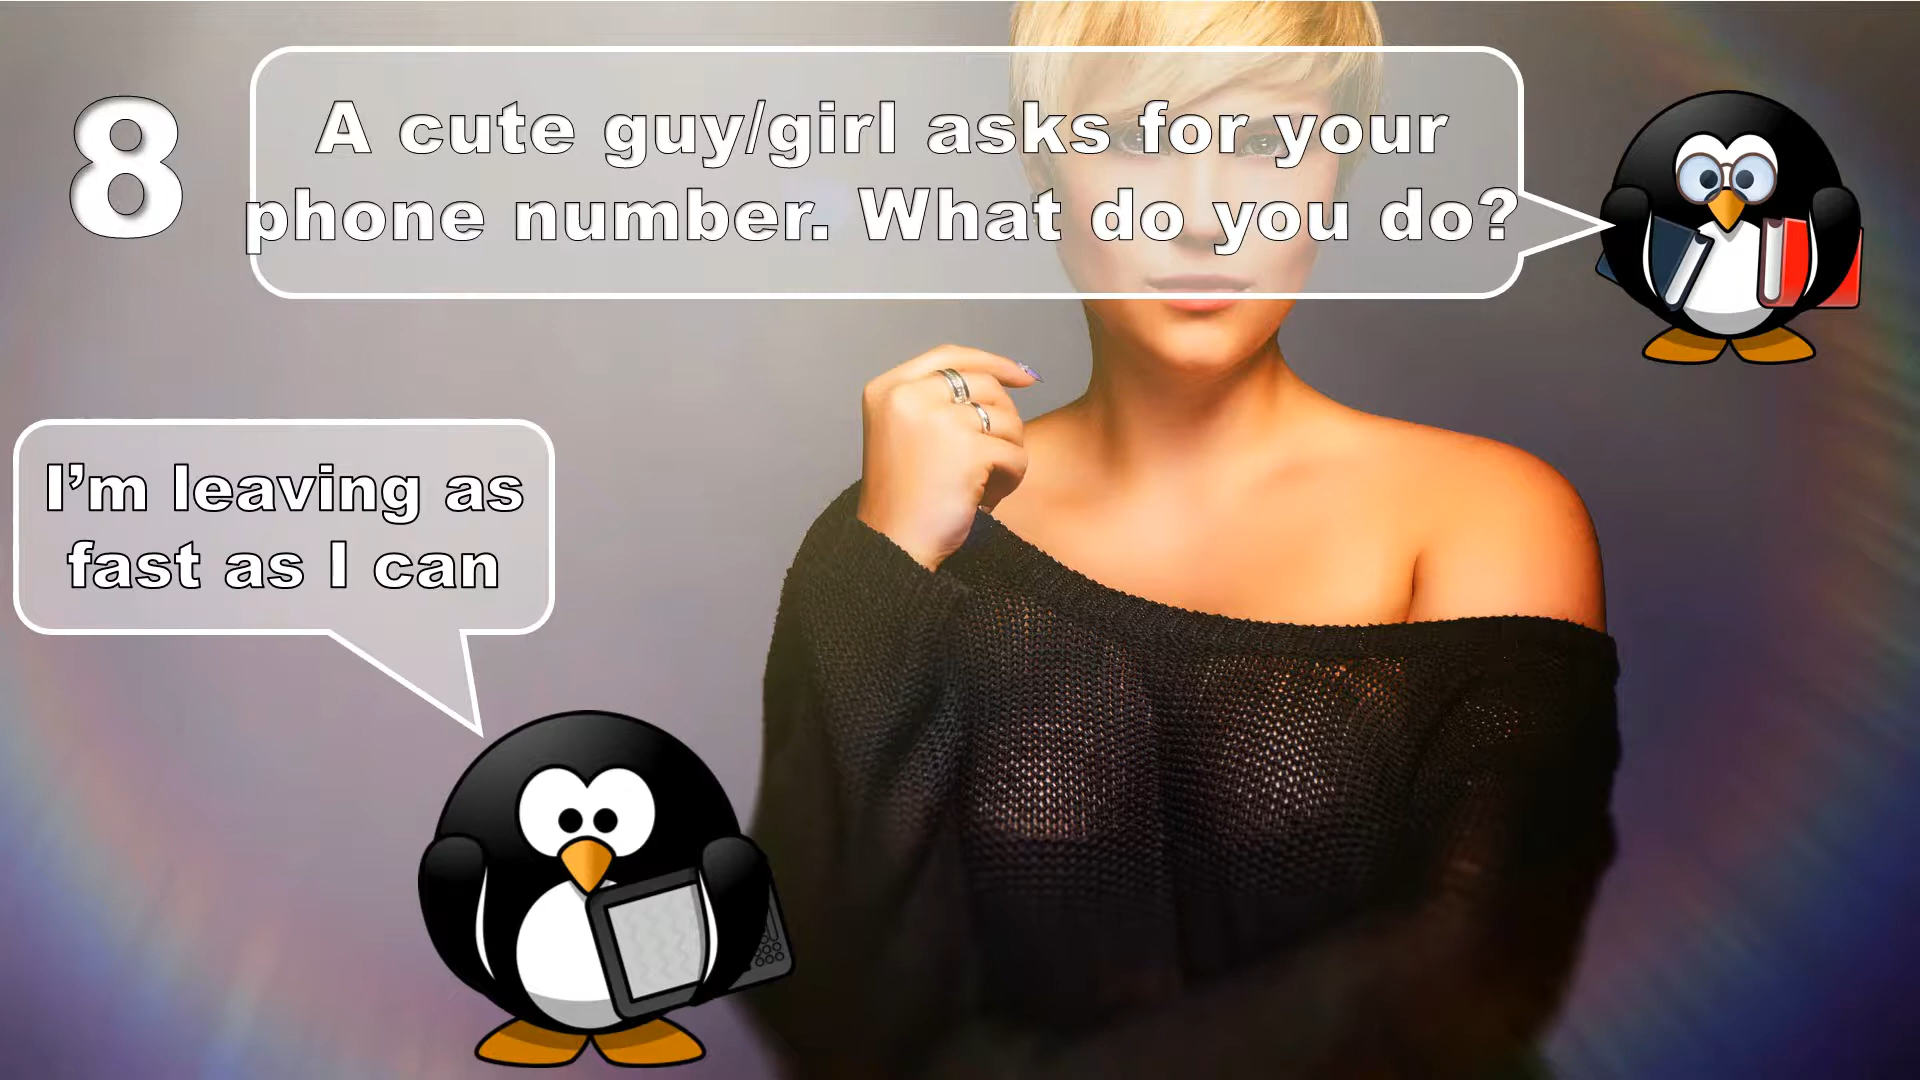 8
A cute guy/girl asks for your
phone number. What do you do?
I’m leaving as
fast as I can